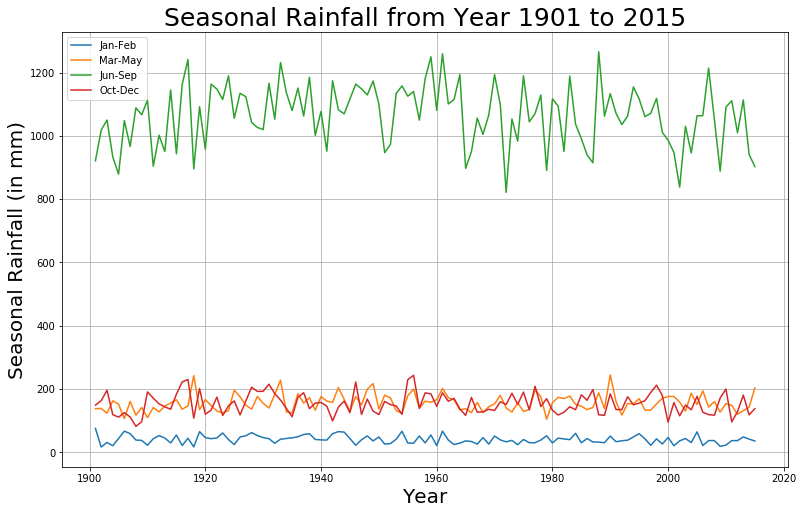 Seasonal Rainfall from Year 1901 to 2015
Jan-Feb
Mar-May
Jun-Sep
Oct-Dec
Seasonal Rainfall (in mm)
1200
1000
800
600
400
200
0
1900
1920
1940
1960
1980
2000
2020
Year